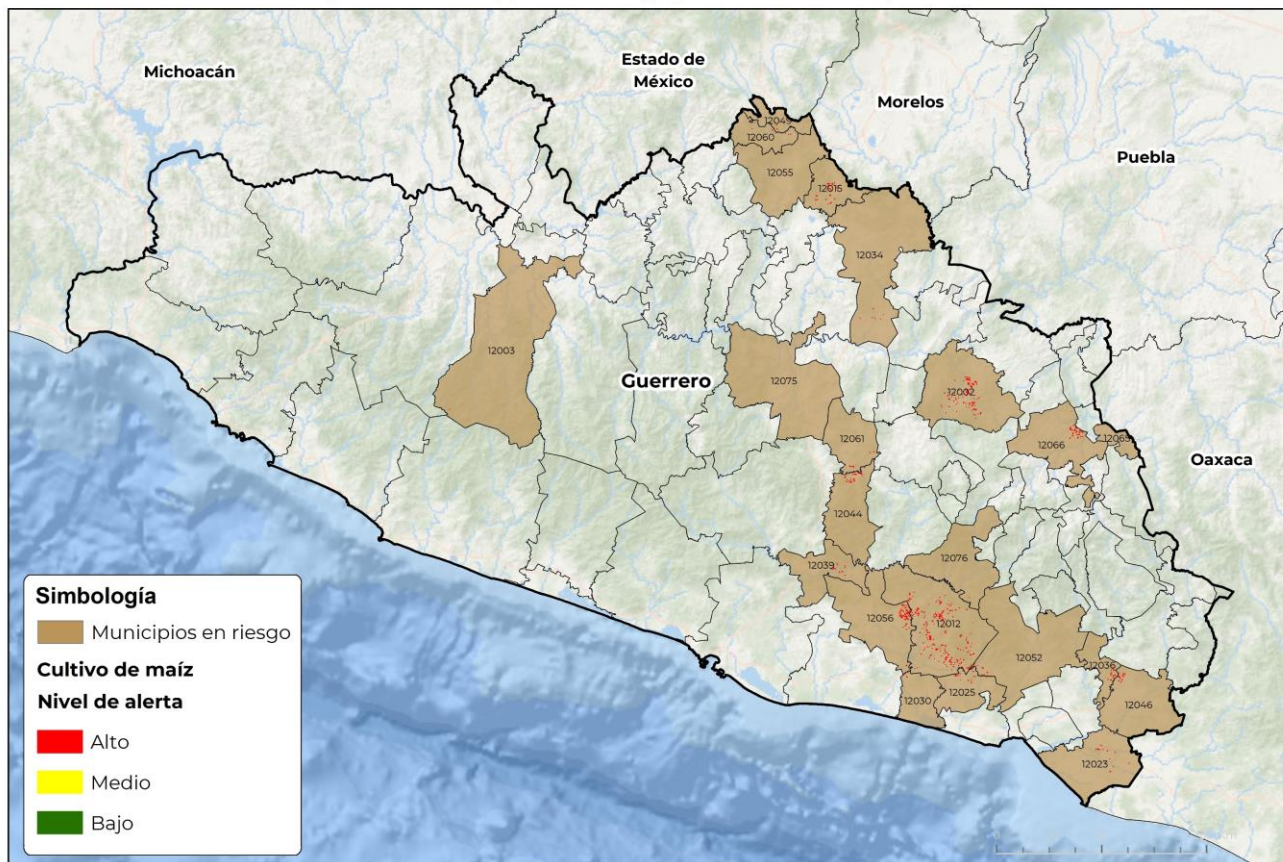 Michoacán
Estado de
México
Morelos
Puebla
12060
12055
12015
12034
12003
Guerrero
12075
12002
12061
12066
12065
Oaxaca
12044
12076
12039
12056
12012
12052
12036
12030
12025
12046
12023
Simbología
Municipios en riesgo
Cultivo de maíz
Nivel de alerta
Alto
Medio
Bajo